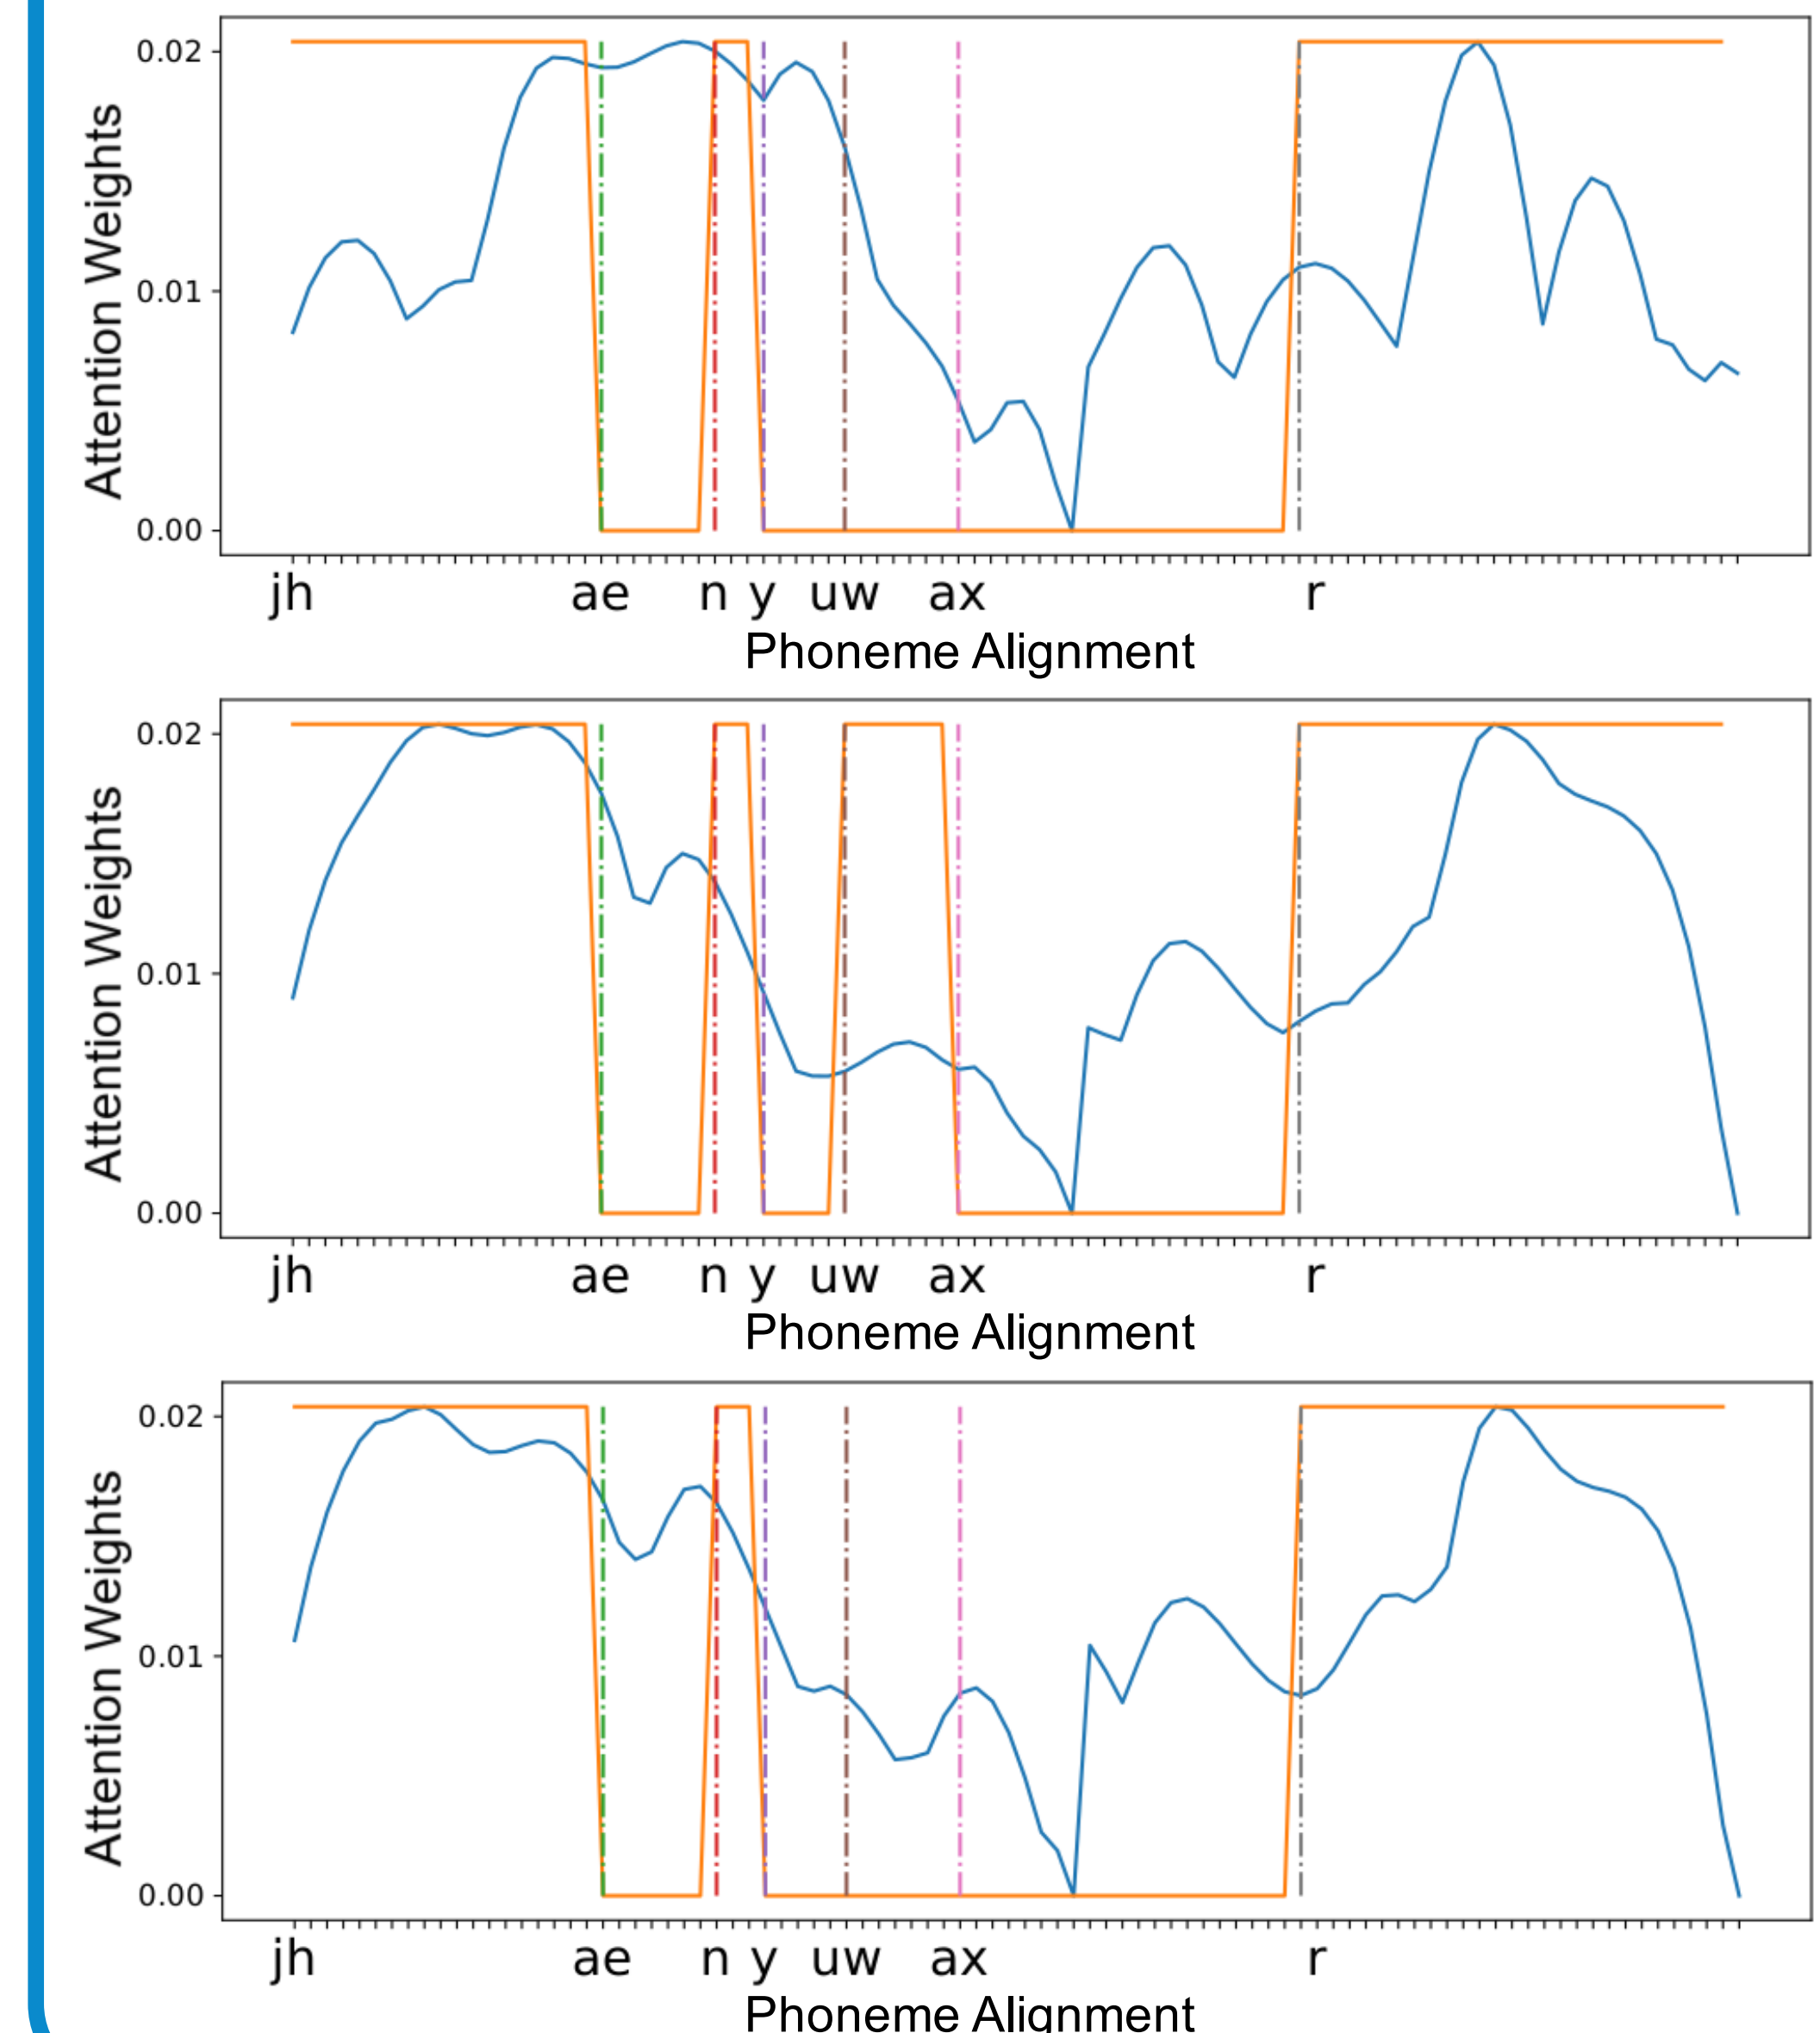 Attention Weights
0.02
0.01
0.00
jh ae n y uw ax r
Phoneme Alignment
Attention Weights
0.02
0.01
0.00
jh ae n y uw ax r
Phoneme Alignment
Attention Weights
0.02
0.01
0.00
jh ae n y uw ax r
Phoneme Alignment